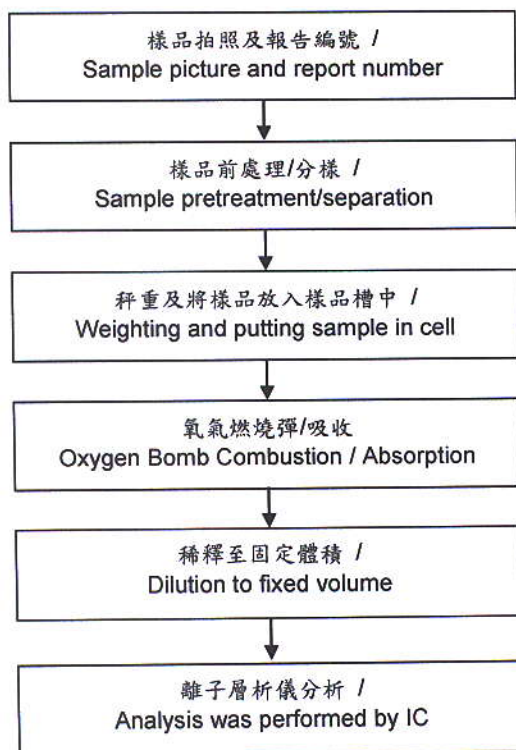 樣品拍照及報告編號 /
Sample picture and report number
樣品前處理/分樣 /
Sample pretreatment/separation
秤重及將樣品放入樣品槽中 /
Weighting and putting sample in cell
氧氣燃燒彈/吸收
Oxygen Bomb Combustion / Absorption
稀釋至固定體積 /
Dilution to fixed volume
離子層析儀分析 /
Analysis was performed by IC